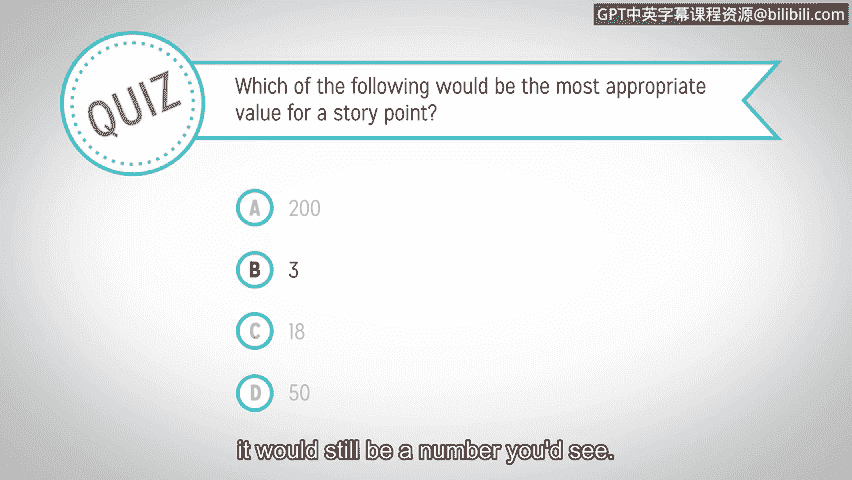 GPT中英字幕课程资源@bilibili.com
QUIZ
Which of the following would be the most appropriate
value for a story point?
A 200
B 3
C 18
D 50
it would still be a number you'd see.